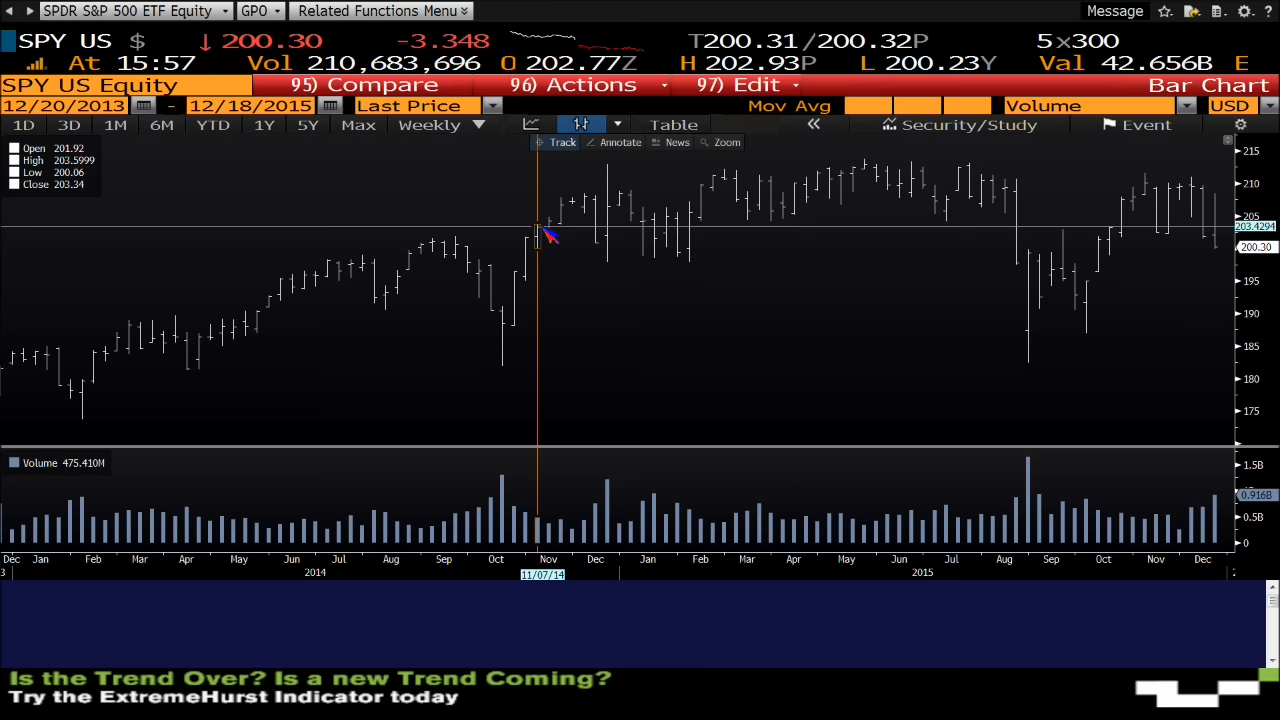 SPDR S&P 500 ETF Equity GPO Related Functions Menu Message ?
SPY US $ ↓ 200.30 -3.348 T200.31/200.32P 5x300
At 15:57 Vol 210,683,696 O 202.77Z H 202.93P L 200.23Y Val 42.656B E
SPY US Equity 95) Compare 96) Actions 97) Edit Bar Chart
12/20/2013 - 12/18/2015 Last Price Mov Avg Volume USD
1D 3D 1M 6M YTD 1Y 5Y Max Weekly ▼ Table « Security/Study Event
Track Annotate News Zoom
Open 201.92
High 203.5999
Low 200.06
Close 203.34
215
210
205
203.4294
200.30
195
190
185
180
175
Volume 475.410M
1.5B
0.916B
0.5B
0
Dec Jan Feb Mar Apr May Jun Jul Aug Sep Oct Nov Dec Jan Feb Mar Apr May Jun Jul Aug Sep Oct Nov Dec
3 2014 11/07/14 2015
Is the Trend Over? Is a new Trend Coming?
Try the ExtremeHurst Indicator today